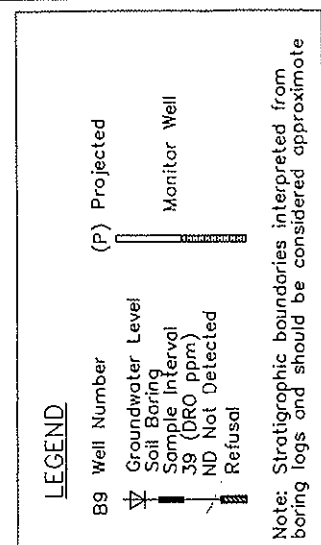 LEGEND
B9 Well Number
(P) Projected
Groundwater Level
Soil Boring
Sample Interval
39 (DRO ppm)
ND Not Detected
Refusal
Monitor Well
Note: Stratigraphic boundaries interpreted from
boring logs and should be considered approximate